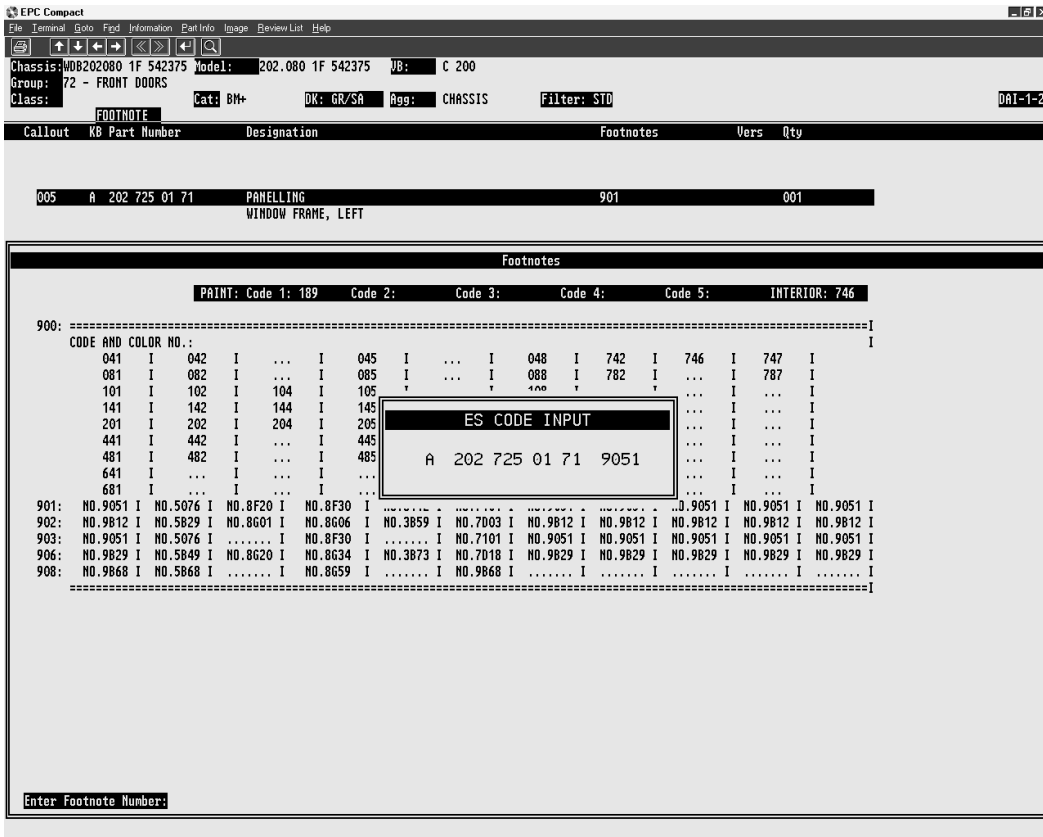 EPC Compact
File Terminal Goto Find Information Part Info Image Review List Help
Chassis: WDB202080 1F 542375 Model: 202.080 1F 542375 VB: C 200
Group: 72 - FRONT DOORS
Class: Cat: BM+ DK: GR/SA Agg: CHASSIS Filter: STD DAI-1-2
FOOTNOTE
Callout KB Part Number Designation Footnotes Vers Qty
005 A 202 725 01 71 PANELLING 901 001
WINDOW FRAME, LEFT
Footnotes
PAINT: Code 1: 189 Code 2: Code 3: Code 4: Code 5: INTERIOR: 746
900: ==============================================================I
CODE AND COLOR NO.: I
041 I 042 I ... I 045 I ... I 048 I 742 I 746 I 747 I
081 I 082 I ... I 085 I ... I 088 I 782 I ... I 787 I
101 I 102 I 104 I 105 I ... I ... I
141 I 142 I 144 I 145 ... I ... I
201 I 202 I 204 I 205 ... I ... I
441 I 442 I ... I 445 ... I ... I
481 I 482 I ... I 485 ... I ... I
641 I ... I ... I ... ... I ... I
681 I ... I ... I ... ... I ... I
ES CODE INPUT
A 202 725 01 71 9051
901: NO.9051 I NO.5076 I NO.8F20 I NO.8F30 I NO.9051 I NO.9051 I NO.9051 I
902: NO.9B12 I NO.5B29 I NO.8G01 I NO.8G06 I NO.3B59 I NO.7D03 I NO.9B12 I NO.9B12 I NO.9B12 I NO.9B12 I NO.9B12 I
903: NO.9051 I NO.5076 I ....... I NO.8F30 I ....... I NO.7101 I NO.9051 I NO.9051 I NO.9051 I NO.9051 I NO.9051 I
906: NO.9B29 I NO.5B49 I NO.8G20 I NO.8G34 I NO.3B73 I NO.7D18 I NO.9B29 I NO.9B29 I NO.9B29 I NO.9B29 I NO.9B29 I
908: NO.9B68 I NO.5B68 I ....... I NO.8G59 I ....... I NO.9B68 I ....... I ....... I ....... I ....... I ....... I
==============================================================I
Enter Footnote Number: